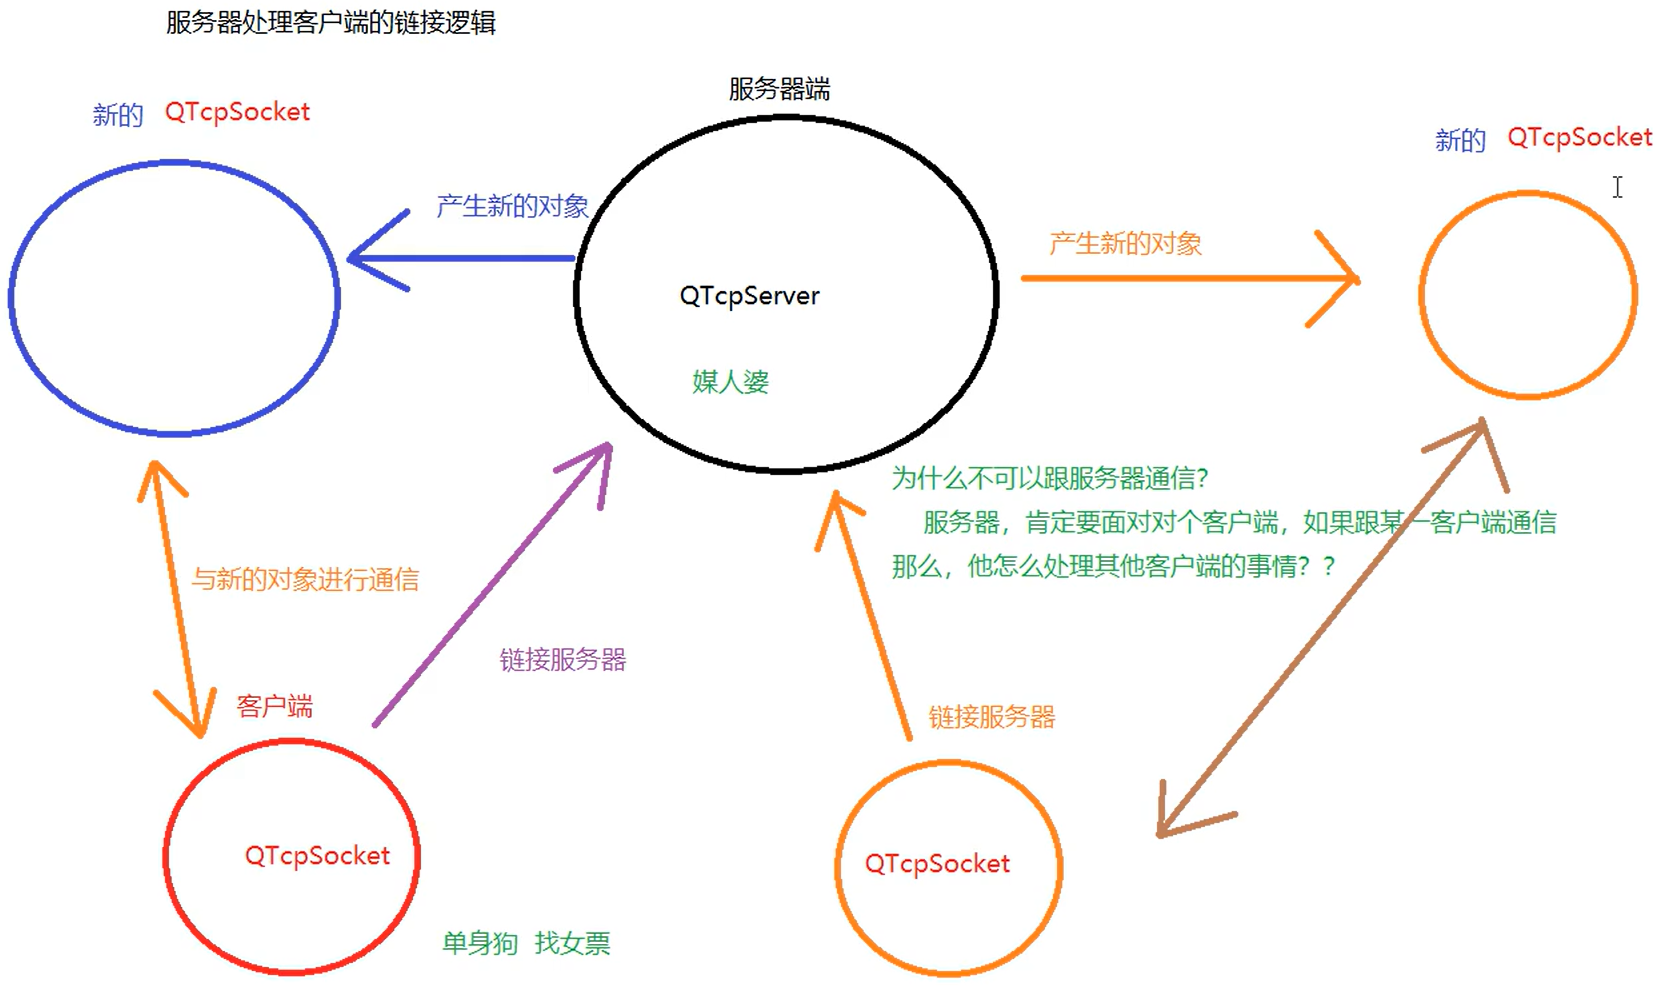 服务器处理客户端的链接逻辑
服务器端
新的 QTcpSocket
新的 QTcpSocket
产生新的对象
产生新的对象
QTcpServer
媒人婆
为什么不可以跟服务器通信?
服务器，肯定要面对对个客户端，如果跟某一客户端通信
那么，他怎么处理其他客户端的事情? ?
与新的对象进行通信
链接服务器
客户端
链接服务器
QTcpSocket
QTcpSocket
单身狗 找女票